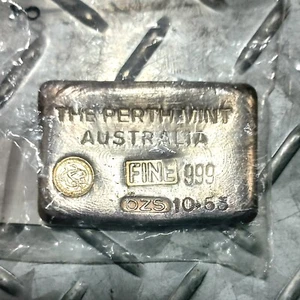 THE PERTH MINT
AUSTRALIA
FINE 999
OZS 10.53